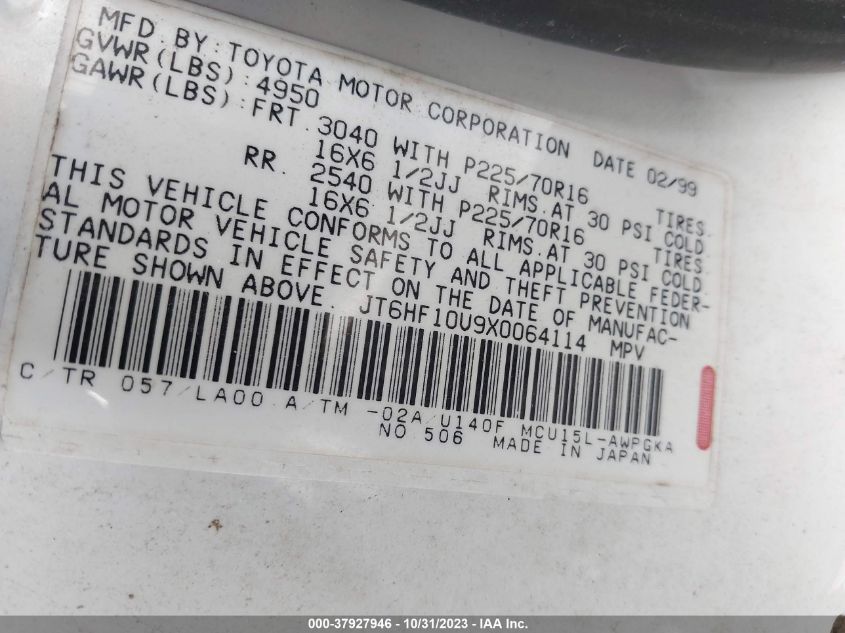 MFD BY: TOYOTA MOTOR CORPORATION DATE 02/99
GVWR(LBS):4950
GAWR(LBS):FRT. 3040 WITH P225/70R16 TIRES.
16X6 1/2JJ RIMS.AT 30 PSI COLD
RR. 2540 WITH P225/70R16 TIRES.
16X6 1/2JJ RIMS.AT 30 PSI COLD
THIS VEHICLE CONFORMS TO ALL APPLICABLE FEDER-
AL MOTOR VEHICLE SAFETY AND THEFT PREVENTION
STANDARDS IN EFFECT ON THE DATE OF MANUFAC-
TURE SHOWN ABOVE. JT6HF10U9X0064114 MPV
C/TR 057/LA00 A/TM -02A/U140F MCU15L-AWPGKA
NO 506 MADE IN JAPAN
000-37927946 | 10/31/2023 - IAA Inc.